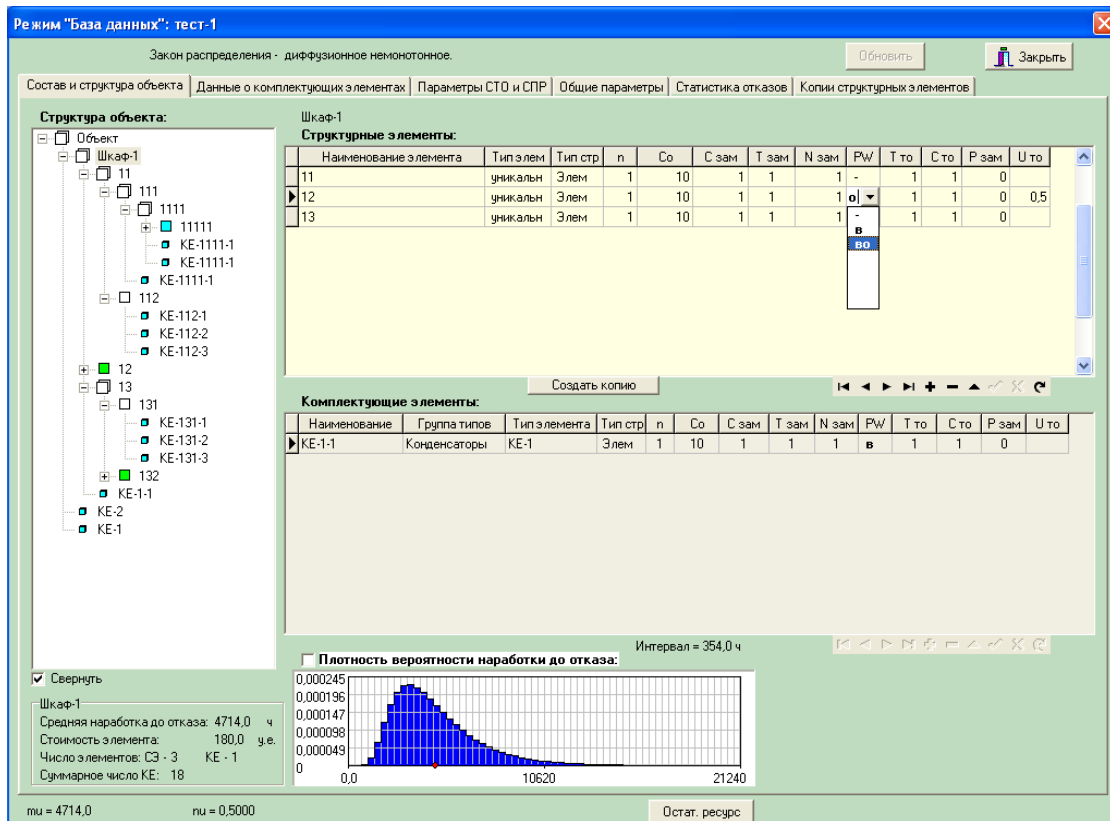 Режим "База данных": тест-1
Закон распределения - диффузионное немонотонное.
Обновить
Закрыть
Состав и структура объекта Данные о комплектующих элементах Параметры СТО и СПР Общие параметры Статистика отказов Копии структурных элементов
Структура объекта:
Объект
Шкаф-1
11
111
1111
11111
КЕ-1111-1
КЕ-1111-1
КЕ-1111-1
112
КЕ-112-1
КЕ-112-2
КЕ-112-3
12
13
131
КЕ-131-1
КЕ-131-2
КЕ-131-3
132
КЕ-1-1
КЕ-2
КЕ-1
Шкаф-1
Структурные элементы:
Наименование элемента Тип элем Тип стр n Co С зам Т зам N зам PW Т то С то Р зам U то
11 уникальн Элем 1 10 1 1 1 - 1 1 0
12 уникальн Элем 1 10 1 1 1 о 1 1 0 0,5
13 уникальн Элем 1 10 1 1 1 1 1 0
-
в
во
Создать копию
Комплектующие элементы:
Наименование Группа типов Тип элемента Тип стр n Co С зам Т зам N зам PW Т то С то Р зам U то
КЕ-1-1 Конденсаторы КЕ-1 Элем 1 10 1 1 1 в 1 1 0
Интервал = 354,0 ч
Плотность вероятности наработки до отказа:
0,000245
0,000196
0,000147
0,000098
0,000049
0
0,0 10620 21240
Свернуть
Шкаф-1
Средняя наработка до отказа: 4714,0 ч
Стоимость элемента: 180,0 у.е.
Число элементов: СЭ - 3 КЕ - 1
Суммарное число КЕ: 18
mu = 4714,0 nu = 0,5000
Остат. ресурс